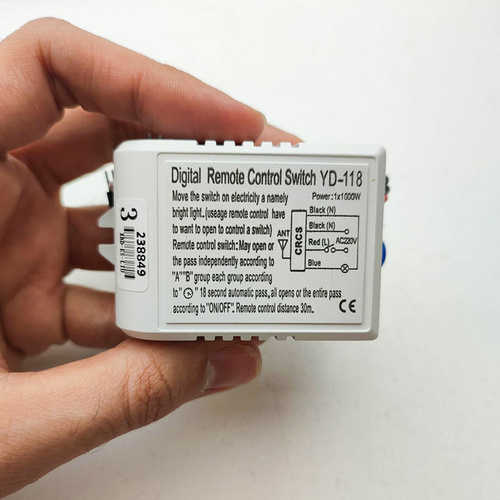 Digital Remote Control Switch YD-118
Move the switch on electricity a namely
bright light..(useage remote control have
to want to open to control a switch)
Remote control switch: May open or
the pass independently according to
"A""B" group each group according
to " " 18 second automatic pass, all opens or the entire pass
according to "ON/OFF". Remote control distance 30m.
Power:1x1000W
Black (N)
Black (N)
Red (L)
AC220V
Blue
ANT
CRCS
CE
3
239849